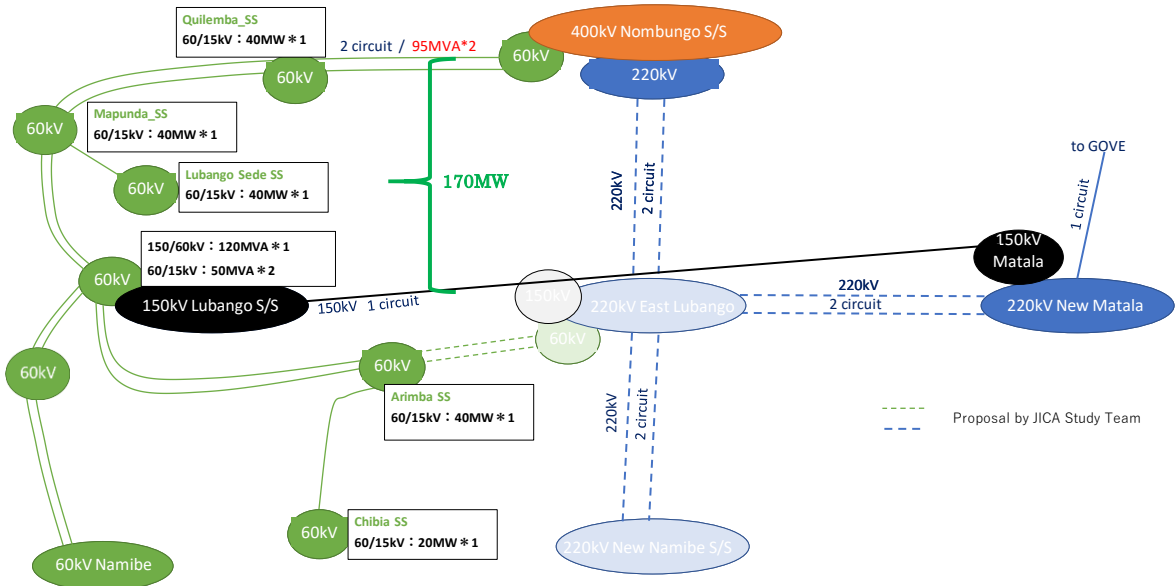 Quilemba_SS
60/15kV：40MW＊1
60kV
2 circuit / 95MVA*2
60kV
400kV Nombungo S/S
220kV
60kV
Mapunda_SS
60/15kV：40MW＊1
60kV
Lubango Sede SS
60/15kV：40MW＊1
170MW
220kV
2 circuit
to GOVE
1 circuit
150kV
Matala
60kV
150/60kV：120MVA＊1
60/15kV：50MVA＊2
150kV Lubango S/S
150kV 1 circuit
150kV
220kV East Lubango
60kV
220kV
2 circuit
220kV New Matala
60kV
60kV
Arimba SS
60/15kV：40MW＊1
220kV
2 circuit
Proposal by JICA Study Team
60kV
Chibia SS
60/15kV：20MW＊1
60kV Namibe
220kV New Namibe S/S